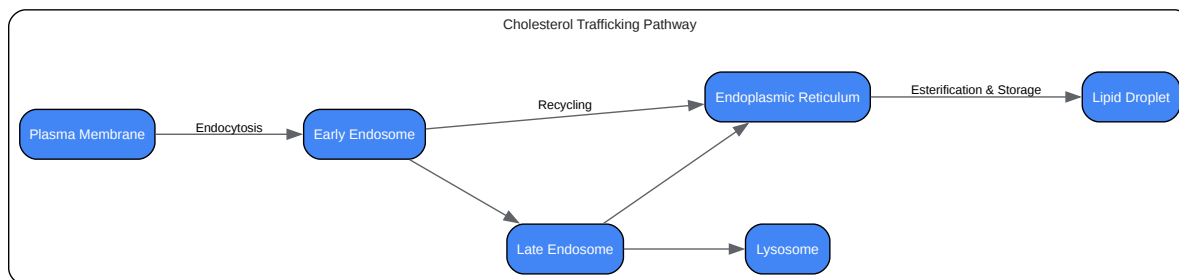 Cholesterol Trafficking Pathway
Plasma Membrane
Endocytosis
Early Endosome
Recycling
Endoplasmic Reticulum
Esterification & Storage
Lipid Droplet
Late Endosome
Lysosome